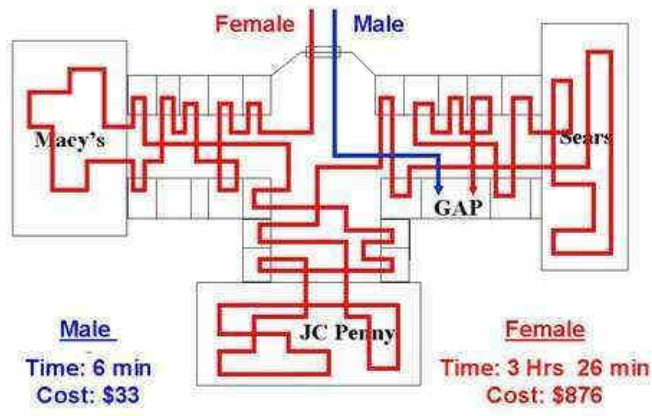 Female
Male
Macy's
Sears
GAP
JC Penny
Male
Time: 6 min
Cost: $33
Female
Time: 3 Hrs 26 min
Cost: $876